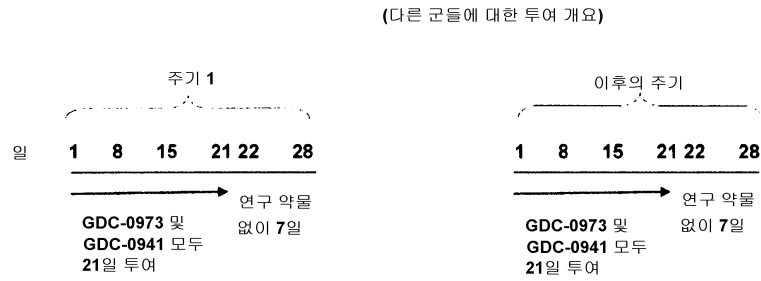 (다른 군들에 대한 투여 개요)
주기 1
이후의 주기
일 1 8 15 21 22 28
1 8 15 21 22 28
GDC-0973 및
GDC-0941 모두
21일 투여
연구 약물
없이 7일
GDC-0973 및
GDC-0941 모두
21일 투여
연구 약물
없이 7일